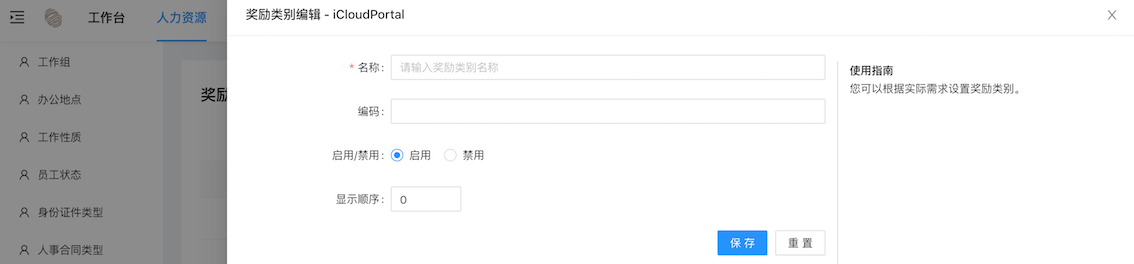 工作台
人力资源
工作组
办公地点
工作性质
员工状态
身份证件类型
人事合同类型
奖励
奖励类别编辑 - iCloudPortal
* 名称:
请输入奖励类别名称
编码:
启用/禁用:
启用
禁用
显示顺序:
0
保 存
重 置
使用指南
您可以根据实际需求设置奖励类别。